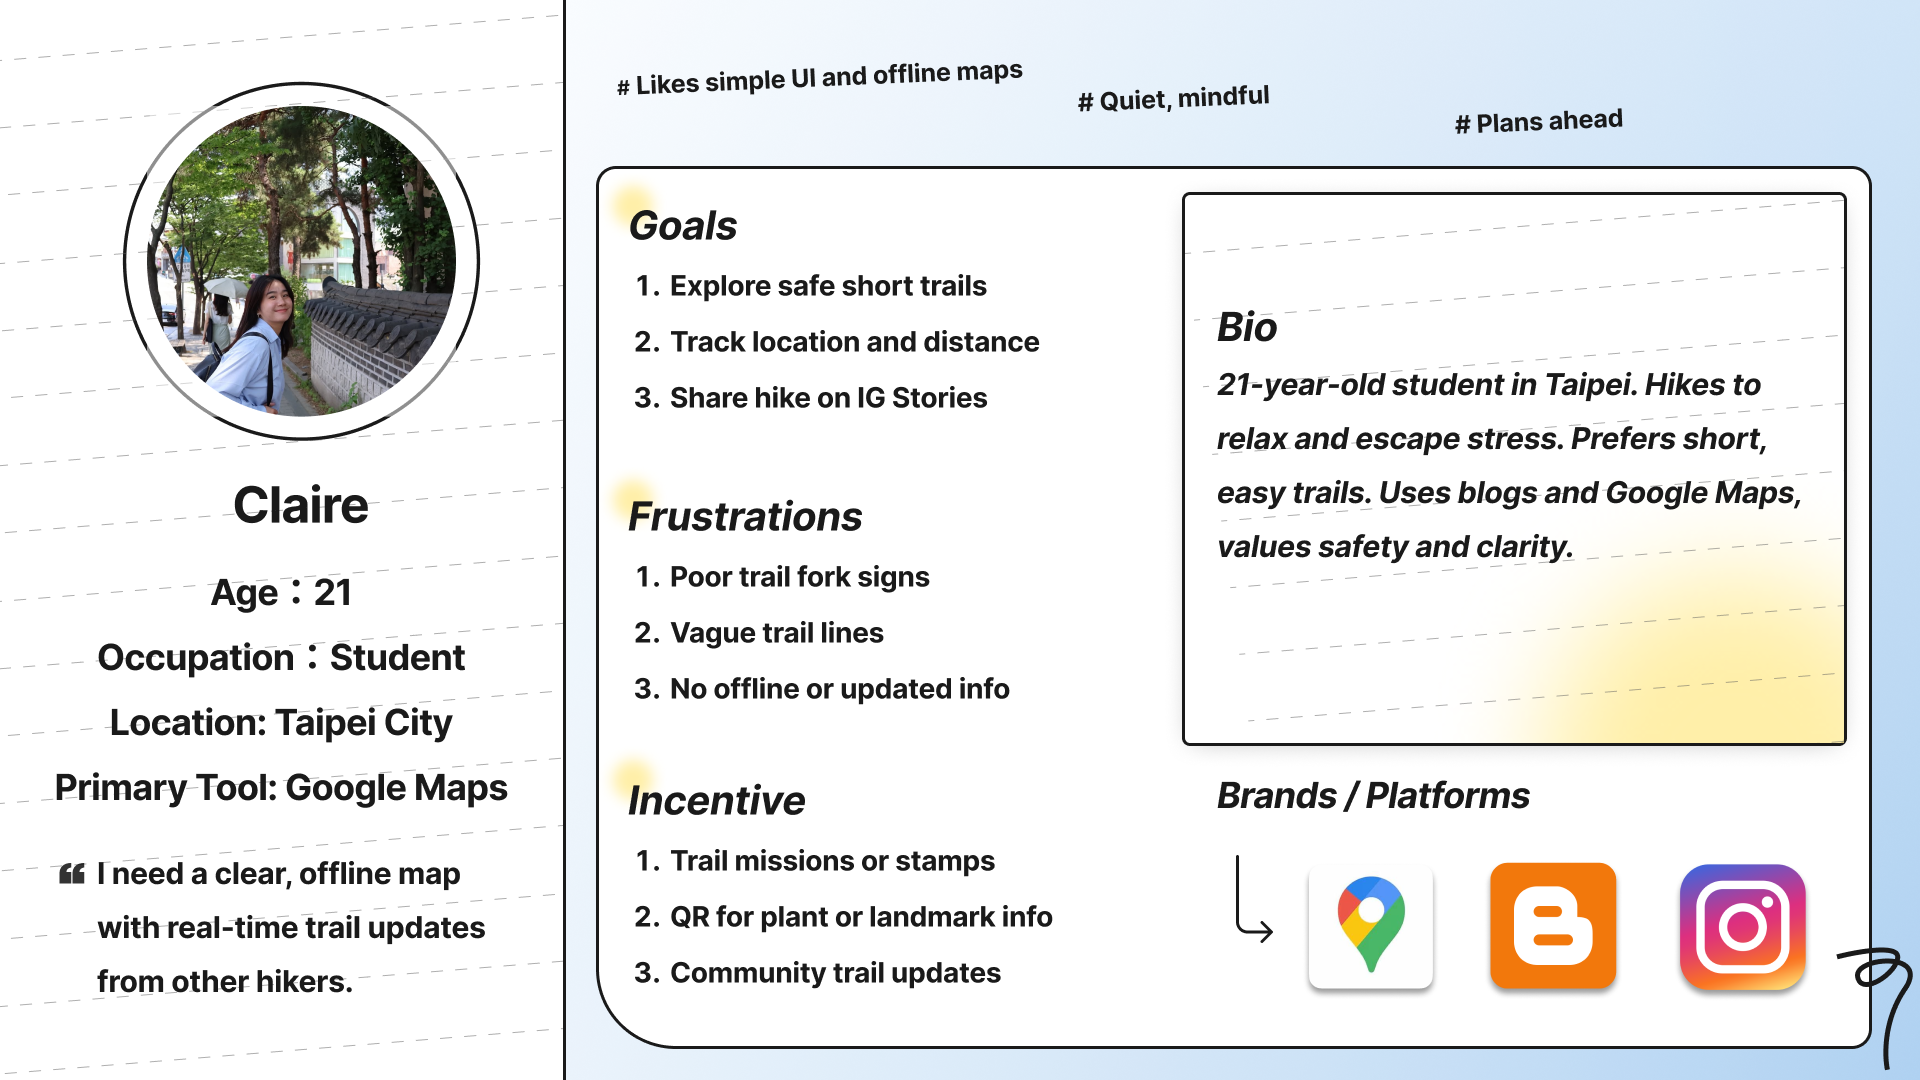 Claire
Age：21
Occupation：Student
Location: Taipei City
Primary Tool: Google Maps
❝ I need a clear, offline map
with real-time trail updates
from other hikers.
# Likes simple UI and offline maps
# Quiet, mindful
# Plans ahead
Goals
1. Explore safe short trails
2. Track location and distance
3. Share hike on IG Stories
Frustrations
1. Poor trail fork signs
2. Vague trail lines
3. No offline or updated info
Incentive
1. Trail missions or stamps
2. QR for plant or landmark info
3. Community trail updates
Bio
21-year-old student in Taipei. Hikes to
relax and escape stress. Prefers short,
easy trails. Uses blogs and Google Maps,
values safety and clarity.
Brands / Platforms